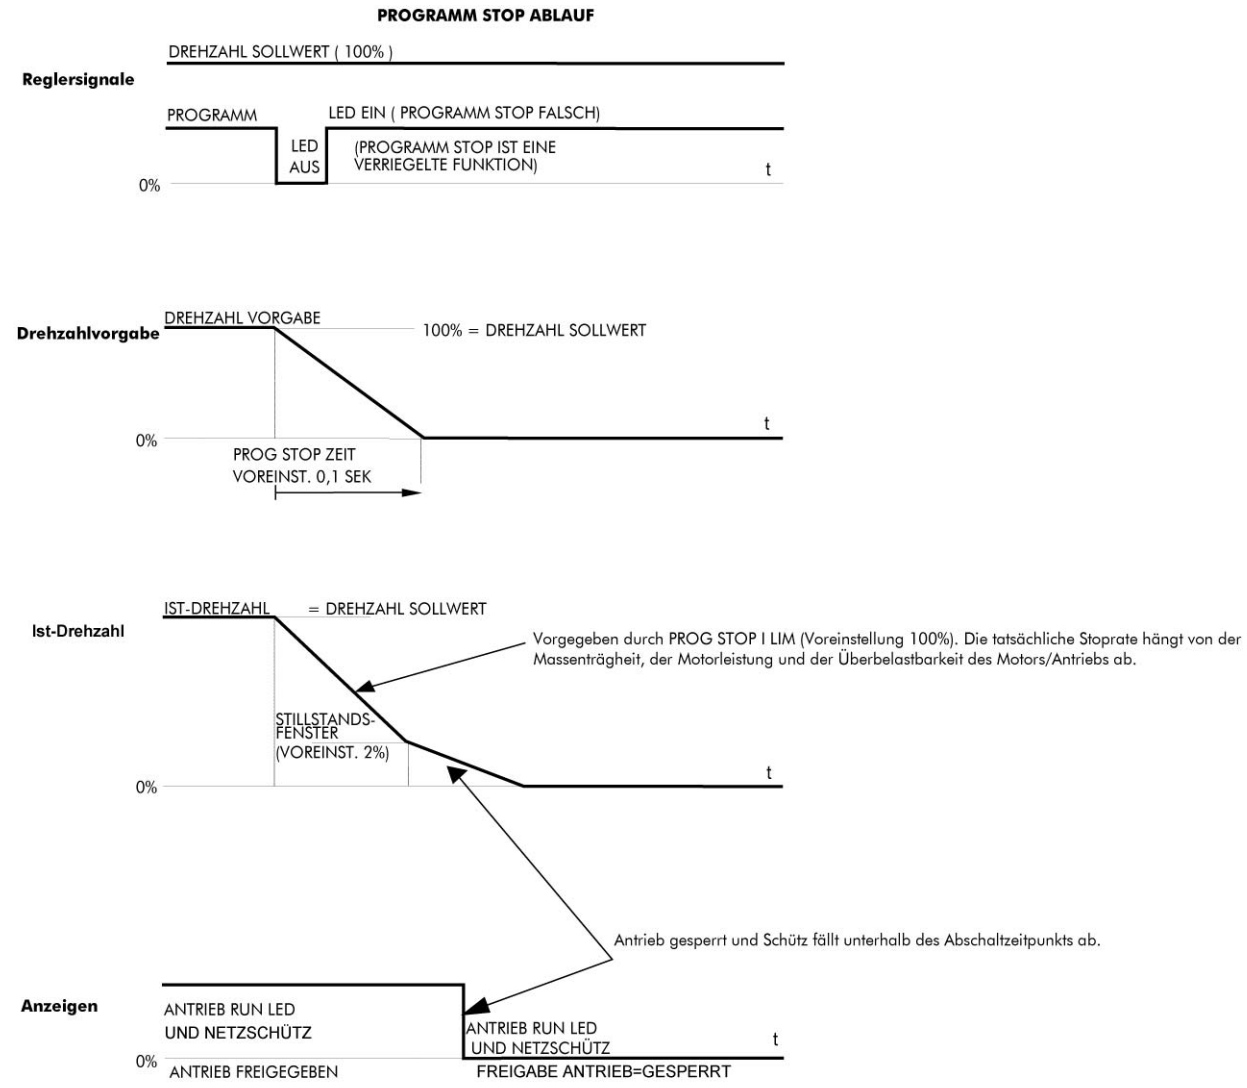 PROGRAMM STOP ABLAUF
DREHZAHL SOLLWERT ( 100% )
Reglersignale
PROGRAMM
LED EIN ( PROGRAMM STOP FALSCH)
LED
AUS
(PROGRAMM STOP IST EINE
VERRIEGELTE FUNKTION)
t
0%
DREHZAHL VORGABE
Drehzahlvorgabe
100% = DREHZAHL SOLLWERT
t
0%
PROG STOP ZEIT
VOREINST. 0,1 SEK
IST-DREHZAHL = DREHZAHL SOLLWERT
Ist-Drehzahl
Vorgegeben durch PROG STOP I LIM (Voreinstellung 100%). Die tatsächliche Stoprate hängt von der
Massenträgheit, der Motorleistung und der Überbelastbarkeit des Motors/Antriebs ab.
STILLSTANDS-
FENSTER
(VOREINST. 2%)
t
0%
Antrieb gesperrt und Schütz fällt unterhalb des Abschaltzeitpunkts ab.
Anzeigen
ANTRIEB RUN LED
UND NETZSCHÜTZ
ANTRIEB RUN LED
UND NETZSCHÜTZ
t
0%
ANTRIEB FREIGEGEBEN
FREIGABE ANTRIEB=GESPERRT